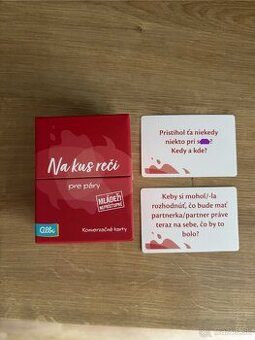 Na kus reči
pre páry
MLÁDEŽI
NEPRÍSTUPNÉ
Albi
Konverzačné karty
Pristihol ťa niekedy
niekto pri s
?
Kedy a kde?
Keby si mohol/-la
rozhodnúť, čo bude mať
partnerka/partner práve
teraz na sebe, čo by to
bolo?